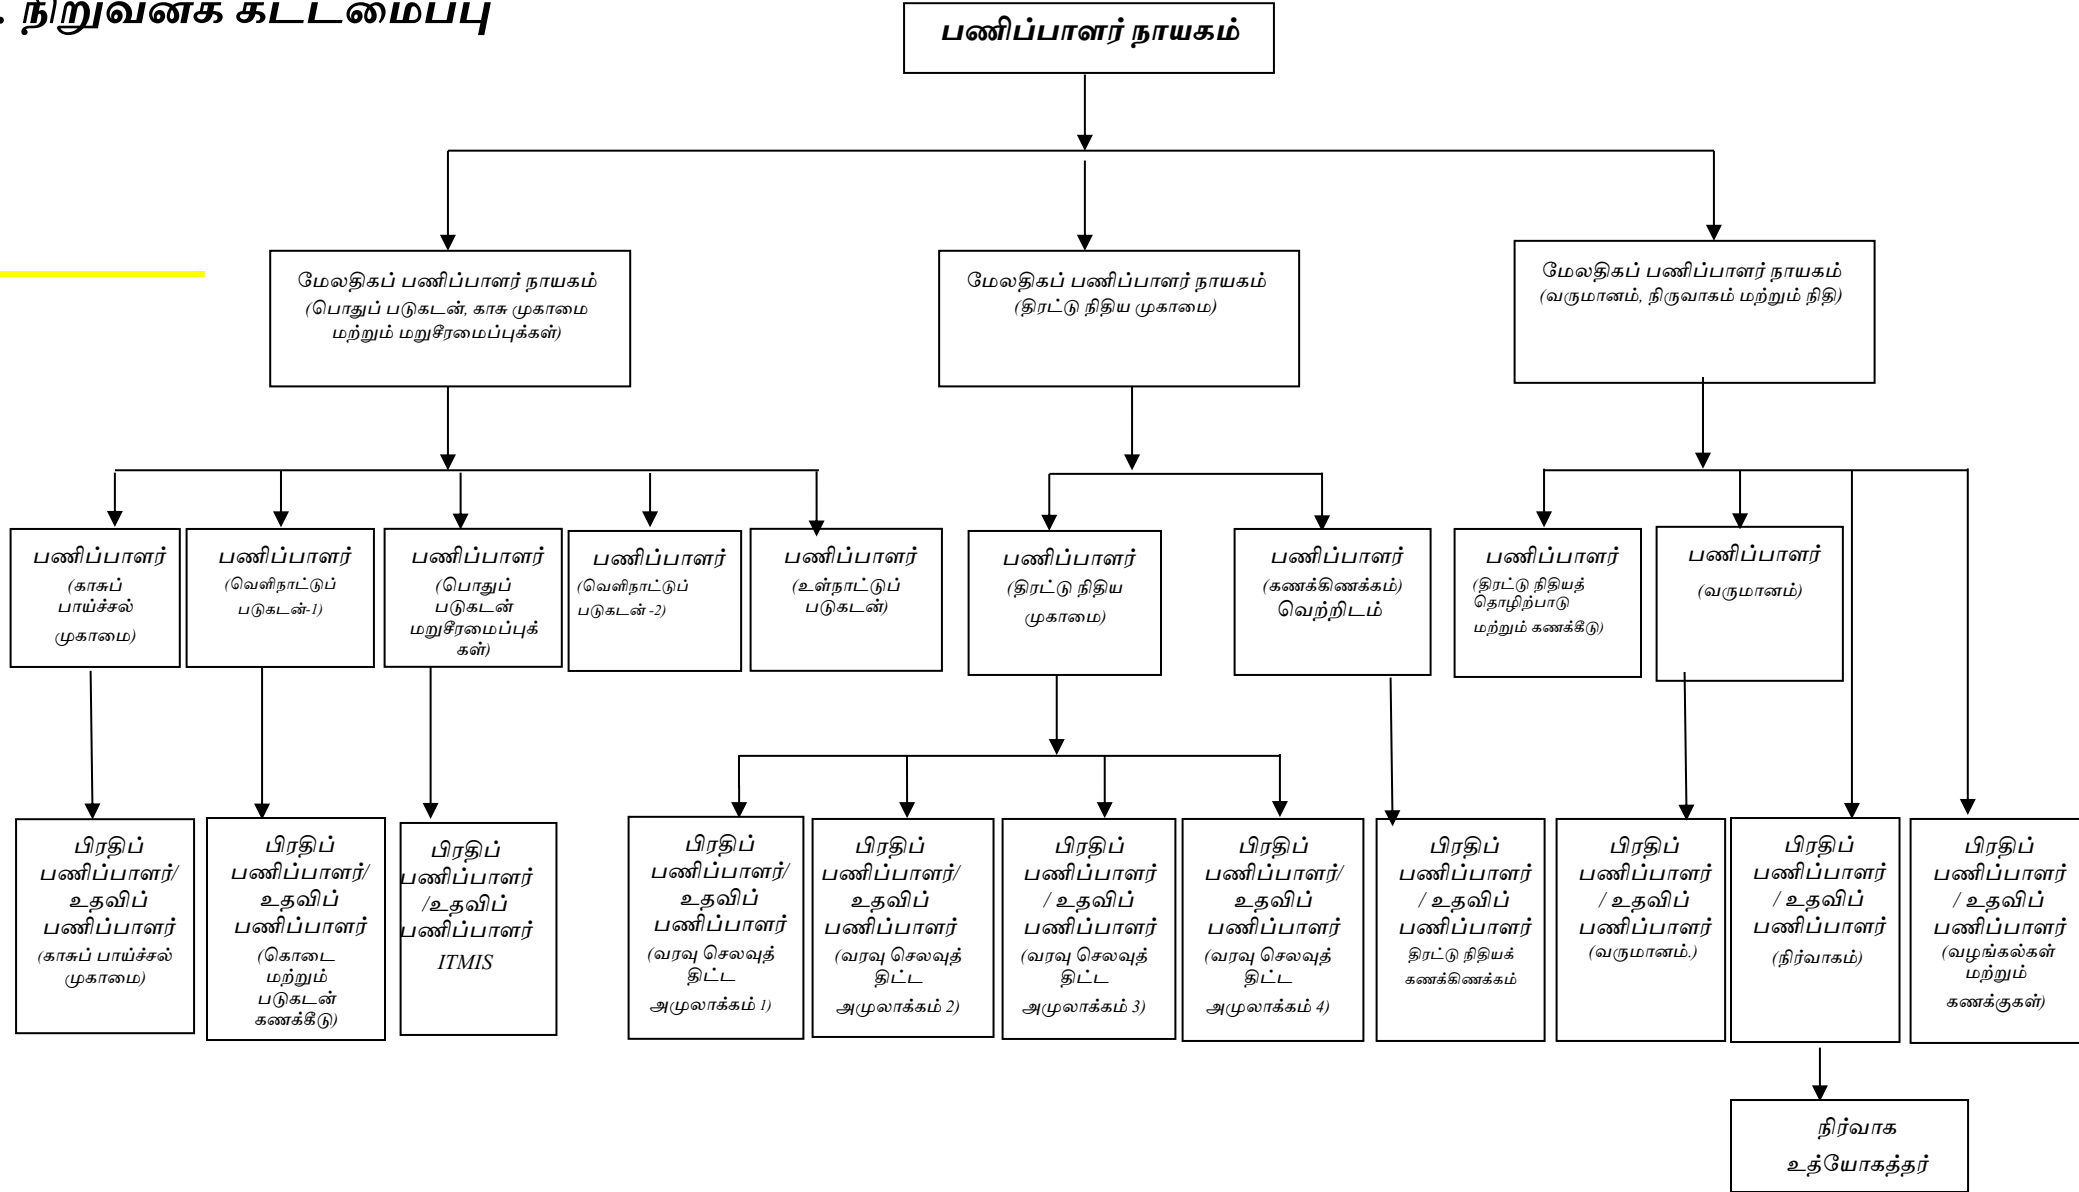 . நிறுவனக் கட்டமைப்பு
பணிப்பாளர் நாயகம்
மேலதிகப் பணிப்பாளர் நாயகம்
(பொதுப் படுகடன், காசு முகாமை
மற்றும் மறுசீரமைப்புக்கள்)
மேலதிகப் பணிப்பாளர் நாயகம்
(திரட்டு நிதிய முகாமை)
மேலதிகப் பணிப்பாளர் நாயகம்
(வருமானம், நிருவாகம் மற்றும் நிதி)
பணிப்பாளர்
(காசுப்
பாய்ச்சல்
முகாமை)
பணிப்பாளர்
(வெளிநாட்டுப்
படுகடன்-1)
பணிப்பாளர்
(பொதுப்
படுகடன்
மறுசீரமைப்புக்
கள்)
பணிப்பாளர்
(வெளிநாட்டுப்
படுகடன் -2)
பணிப்பாளர்
(உள்நாட்டுப்
படுகடன்)
பணிப்பாளர்
(திரட்டு நிதிய
முகாமை)
பணிப்பாளர்
(கணக்கிணக்கம்)
வெற்றிடம்
பணிப்பாளர்
(திரட்டு நிதியத்
தொழிற்பாடு
மற்றும் கணக்கீடு)
பணிப்பாளர்
(வருமானம்)
பிரதிப்
பணிப்பாளர்/
உதவிப்
பணிப்பாளர்
(காசுப் பாய்ச்சல்
முகாமை)
பிரதிப்
பணிப்பாளர்/
உதவிப்
பணிப்பாளர்
(கொடை
மற்றும்
படுகடன்
கணக்கீடு)
பிரதிப்
பணிப்பாளர்
/உதவிப்
பணிப்பாளர்
ITMIS
பிரதிப்
பணிப்பாளர்/
உதவிப்
பணிப்பாளர்
(வரவு செலவுத்
திட்ட
அமுலாக்கம் 1)
பிரதிப்
பணிப்பாளர்/
உதவிப்
பணிப்பாளர்
(வரவு செலவுத்
திட்ட
அமுலாக்கம் 2)
பிரதிப்
பணிப்பாளர்
/ உதவிப்
பணிப்பாளர்
(வரவு செலவுத்
திட்ட
அமுலாக்கம் 3)
பிரதிப்
பணிப்பாளர்/
உதவிப்
பணிப்பாளர்
(வரவு செலவுத்
திட்ட
அமுலாக்கம் 4)
பிரதிப்
பணிப்பாளர்
/ உதவிப்
பணிப்பாளர்
திரட்டு நிதியக்
கணக்கிணக்கம்
பிரதிப்
பணிப்பாளர்
/ உதவிப்
பணிப்பாளர்
(வருமானம்.)
பிரதிப்
பணிப்பாளர்
/ உதவிப்
பணிப்பாளர்
(நிர்வாகம்)
பிரதிப்
பணிப்பாளர்
/ உதவிப்
பணிப்பாளர்
(வழங்கல்கள்
மற்றும்
கணக்குகள்)
நிர்வாக
உத்யோகத்தர்